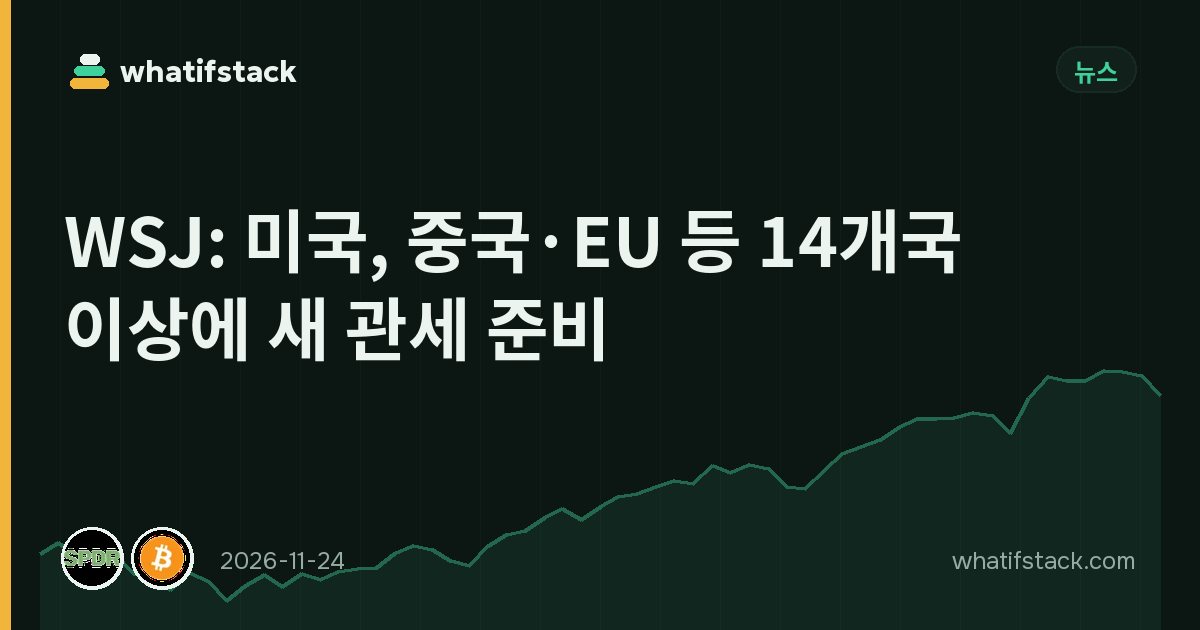 whatifstack
뉴스
WSJ: 미국, 중국·EU 등 14개국
이상에 새 관세 준비
SPDR
2026-11-24
whatifstack.com